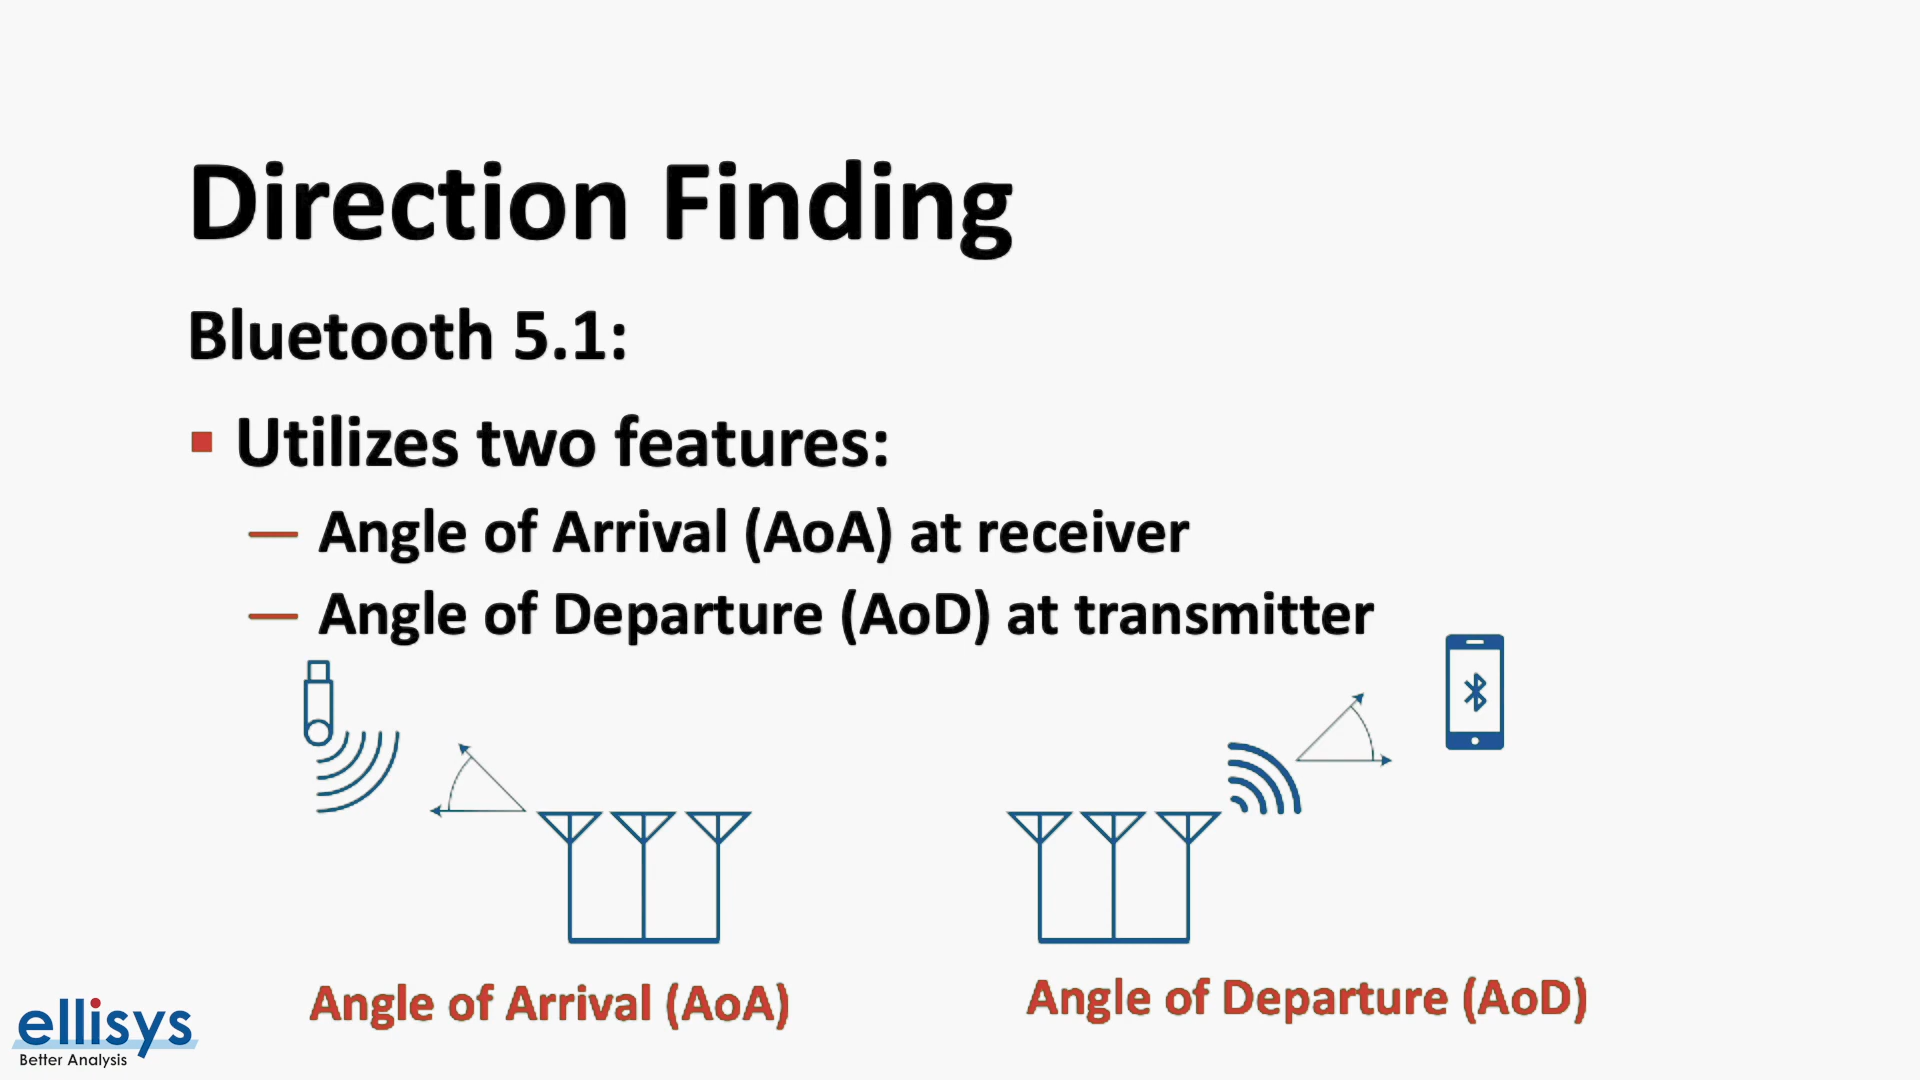 Direction Finding
Bluetooth 5.1:
Utilizes two features:
— Angle of Arrival (AoA) at receiver
— Angle of Departure (AoD) at transmitter
Angle of Arrival (AoA)
Angle of Departure (AoD)
ellisys
Better Analysis